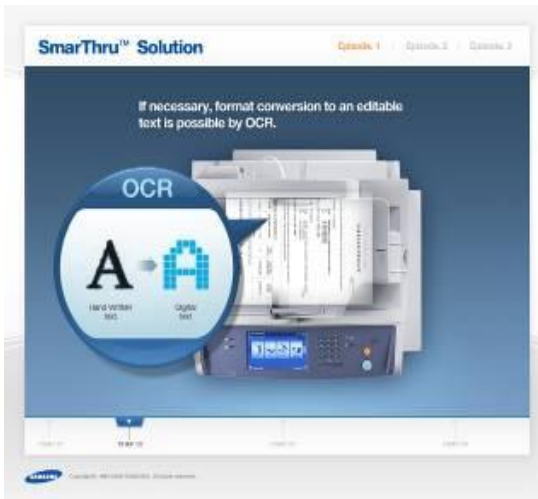 SmarThru™ Solution
Episode. 1 | Episode. 2 | Episode. 3
If necessary, format conversion to an editable
text is possible by OCR.
OCR
A A
Hand Written
text
Digital
text
SAMSUNG